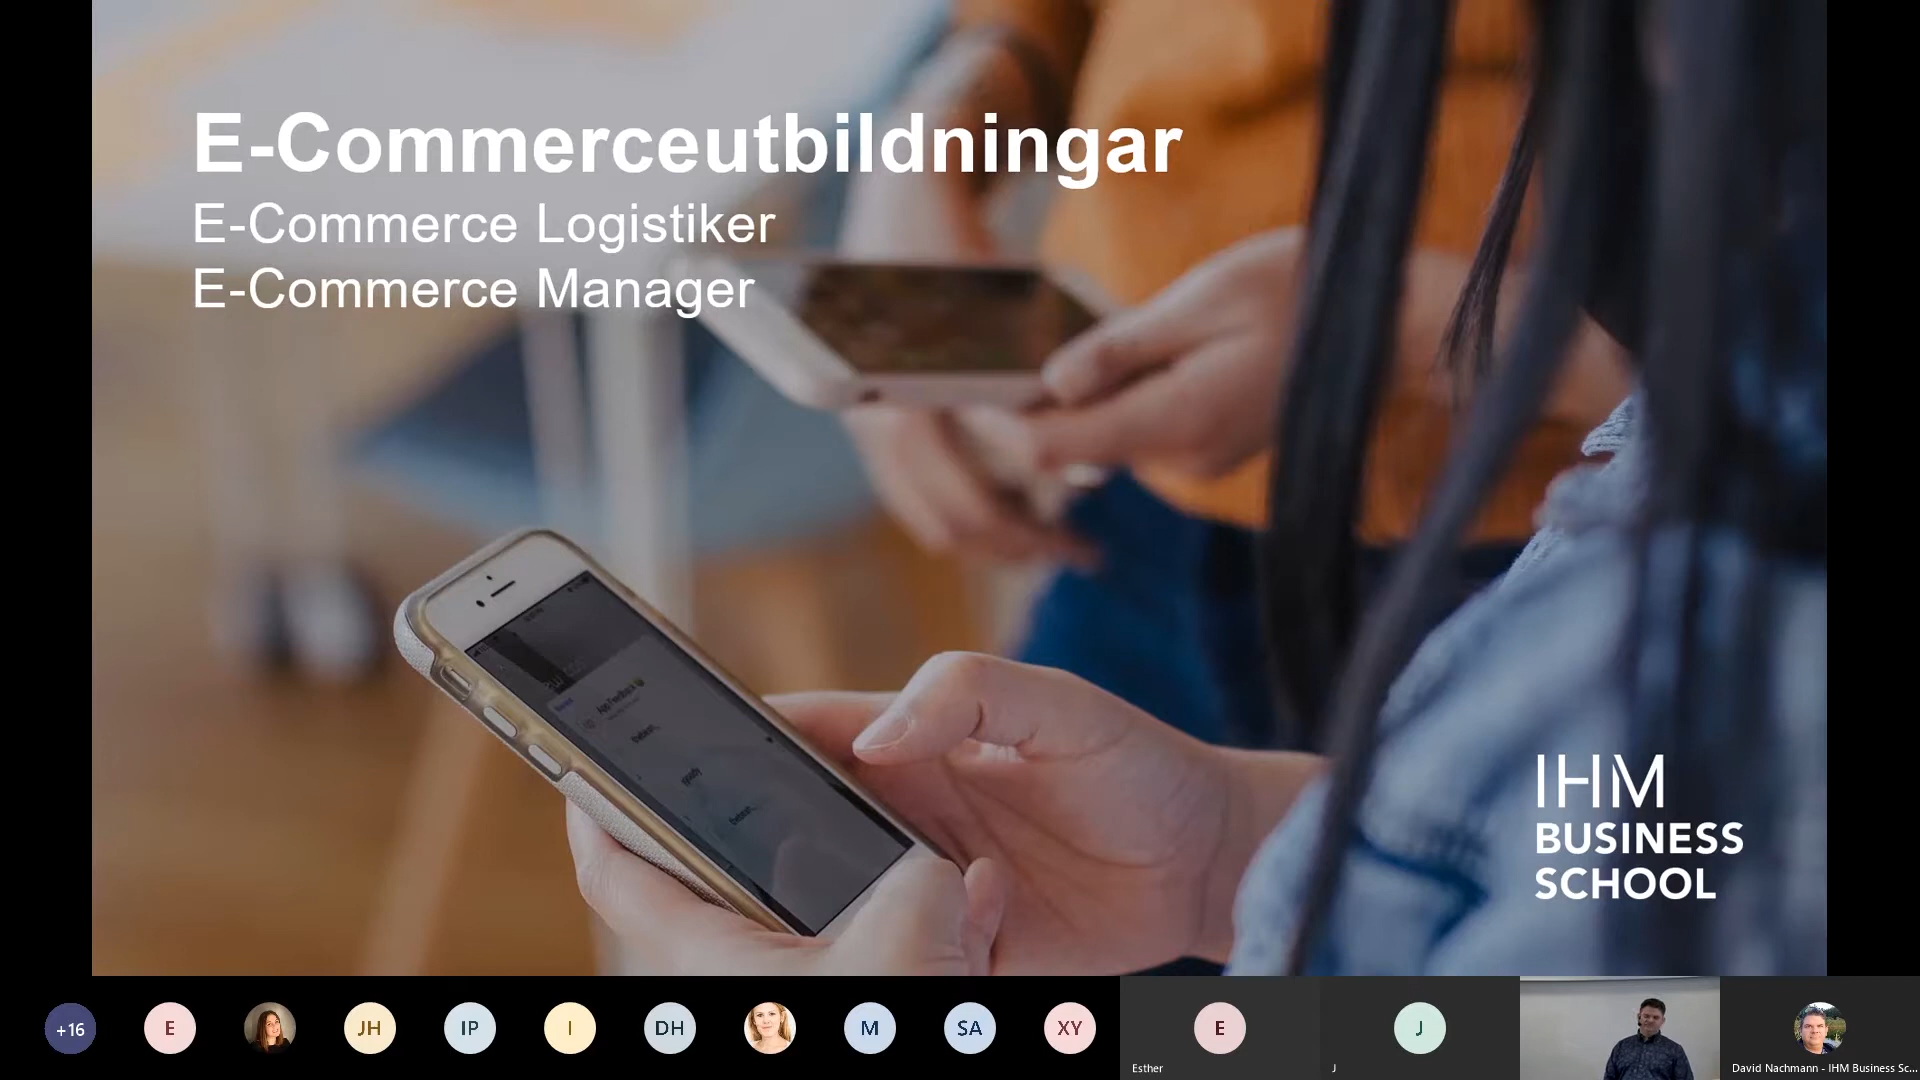 E-Commerceutbildningar
E-Commerce Logistiker
E-Commerce Manager
IHM
BUSINESS
SCHOOL
+16
E
JH
IP
I
DH
M
SA
XY
E
Esther
J
J
David Nachmann - IHM Business Sc...